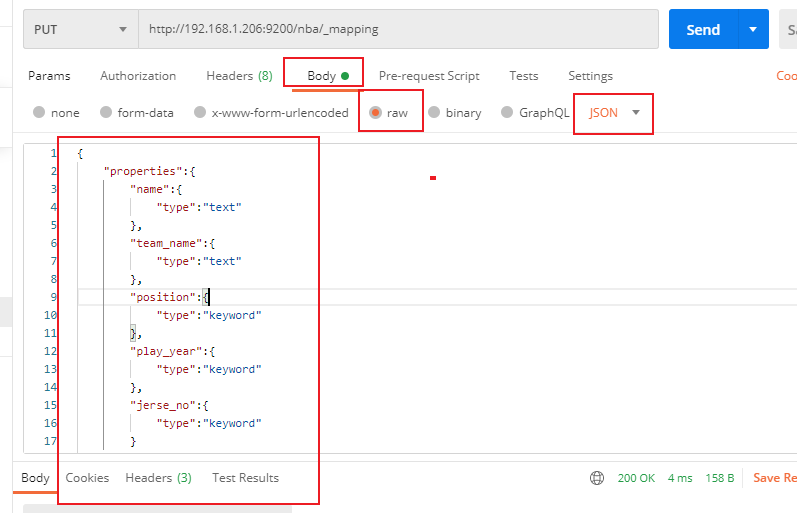 PUT http://192.168.1.206:9200/nba/_mapping Send
Params Authorization Headers (8) Body Pre-request Script Tests Settings Coo
none form-data x-www-form-urlencoded raw binary GraphQL JSON
1 {
2 "properties":{
3 "name":{
4 "type":"text"
5 },
6 "team_name":{
7 "type":"text"
8 },
9 "position":{
10 "type":"keyword"
11 },
12 "play_year":{
13 "type":"keyword"
14 },
15 "jerse_no":{
16 "type":"keyword"
17 }
Body Cookies Headers (3) Test Results 200 OK 4 ms 158 B Save Re